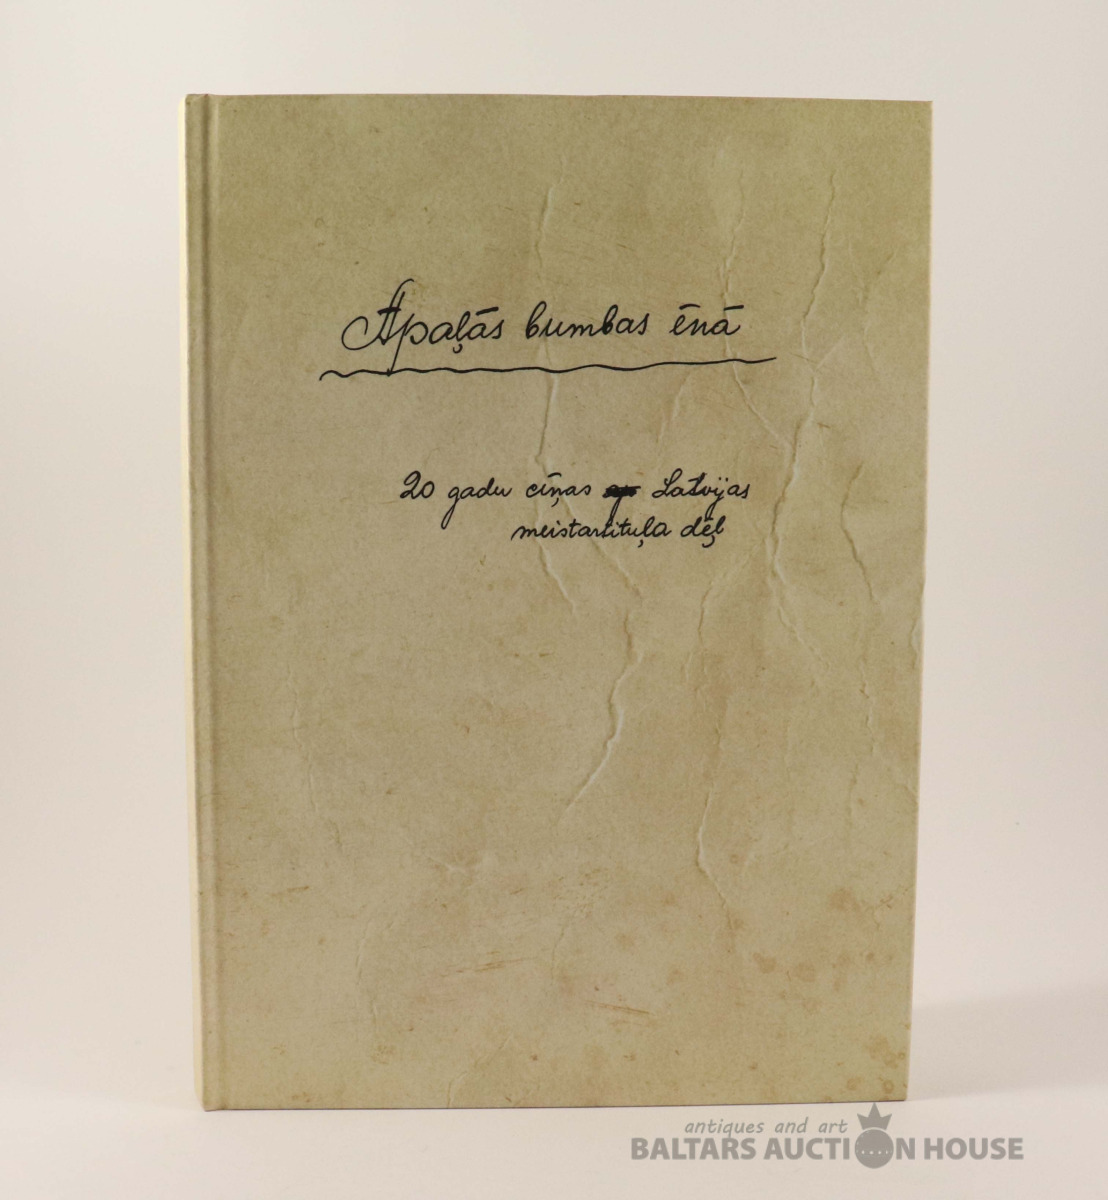 Apaļās bumbas ēnā
20 gadu cīņas Latvijas
meistartituļa dēļ
antiques and art
BALTARS AUCTION HOUSE